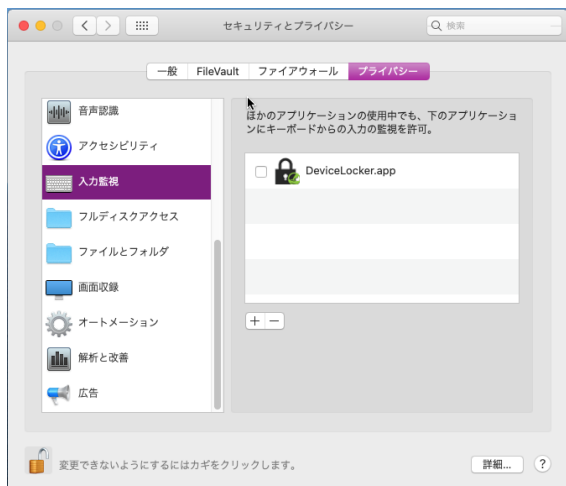 セキュリティとプライバシー
検索
一般
FileVault
ファイアウォール
プライバシー
音声認識
アクセシビリティ
入力監視
フルディスクアクセス
ファイルとフォルダ
画面収録
オートメーション
解析と改善
広告
ほかのアプリケーションの使用中でも、下のアプリケーショ
ンにキーボードからの入力の監視を許可。
DeviceLocker.app
変更できないようにするにはカギをクリックします。
詳細...
?